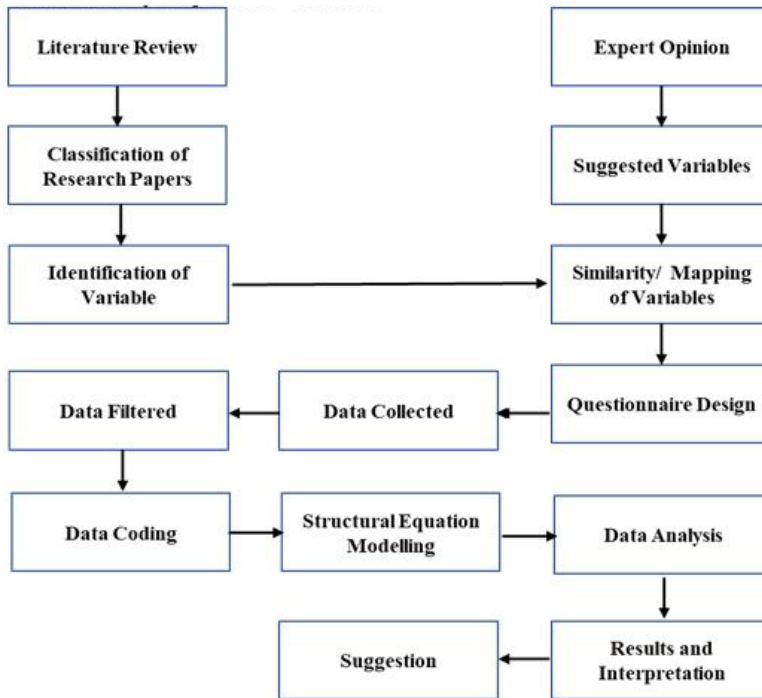 Literature Review
Expert Opinion
Classification of
Research Papers
Suggested Variables
Identification of
Variable
Similarity/ Mapping
of Variables
Data Filtered
Data Collected
Questionnaire Design
Data Coding
Structural Equation
Modelling
Data Analysis
Suggestion
Results and
Interpretation